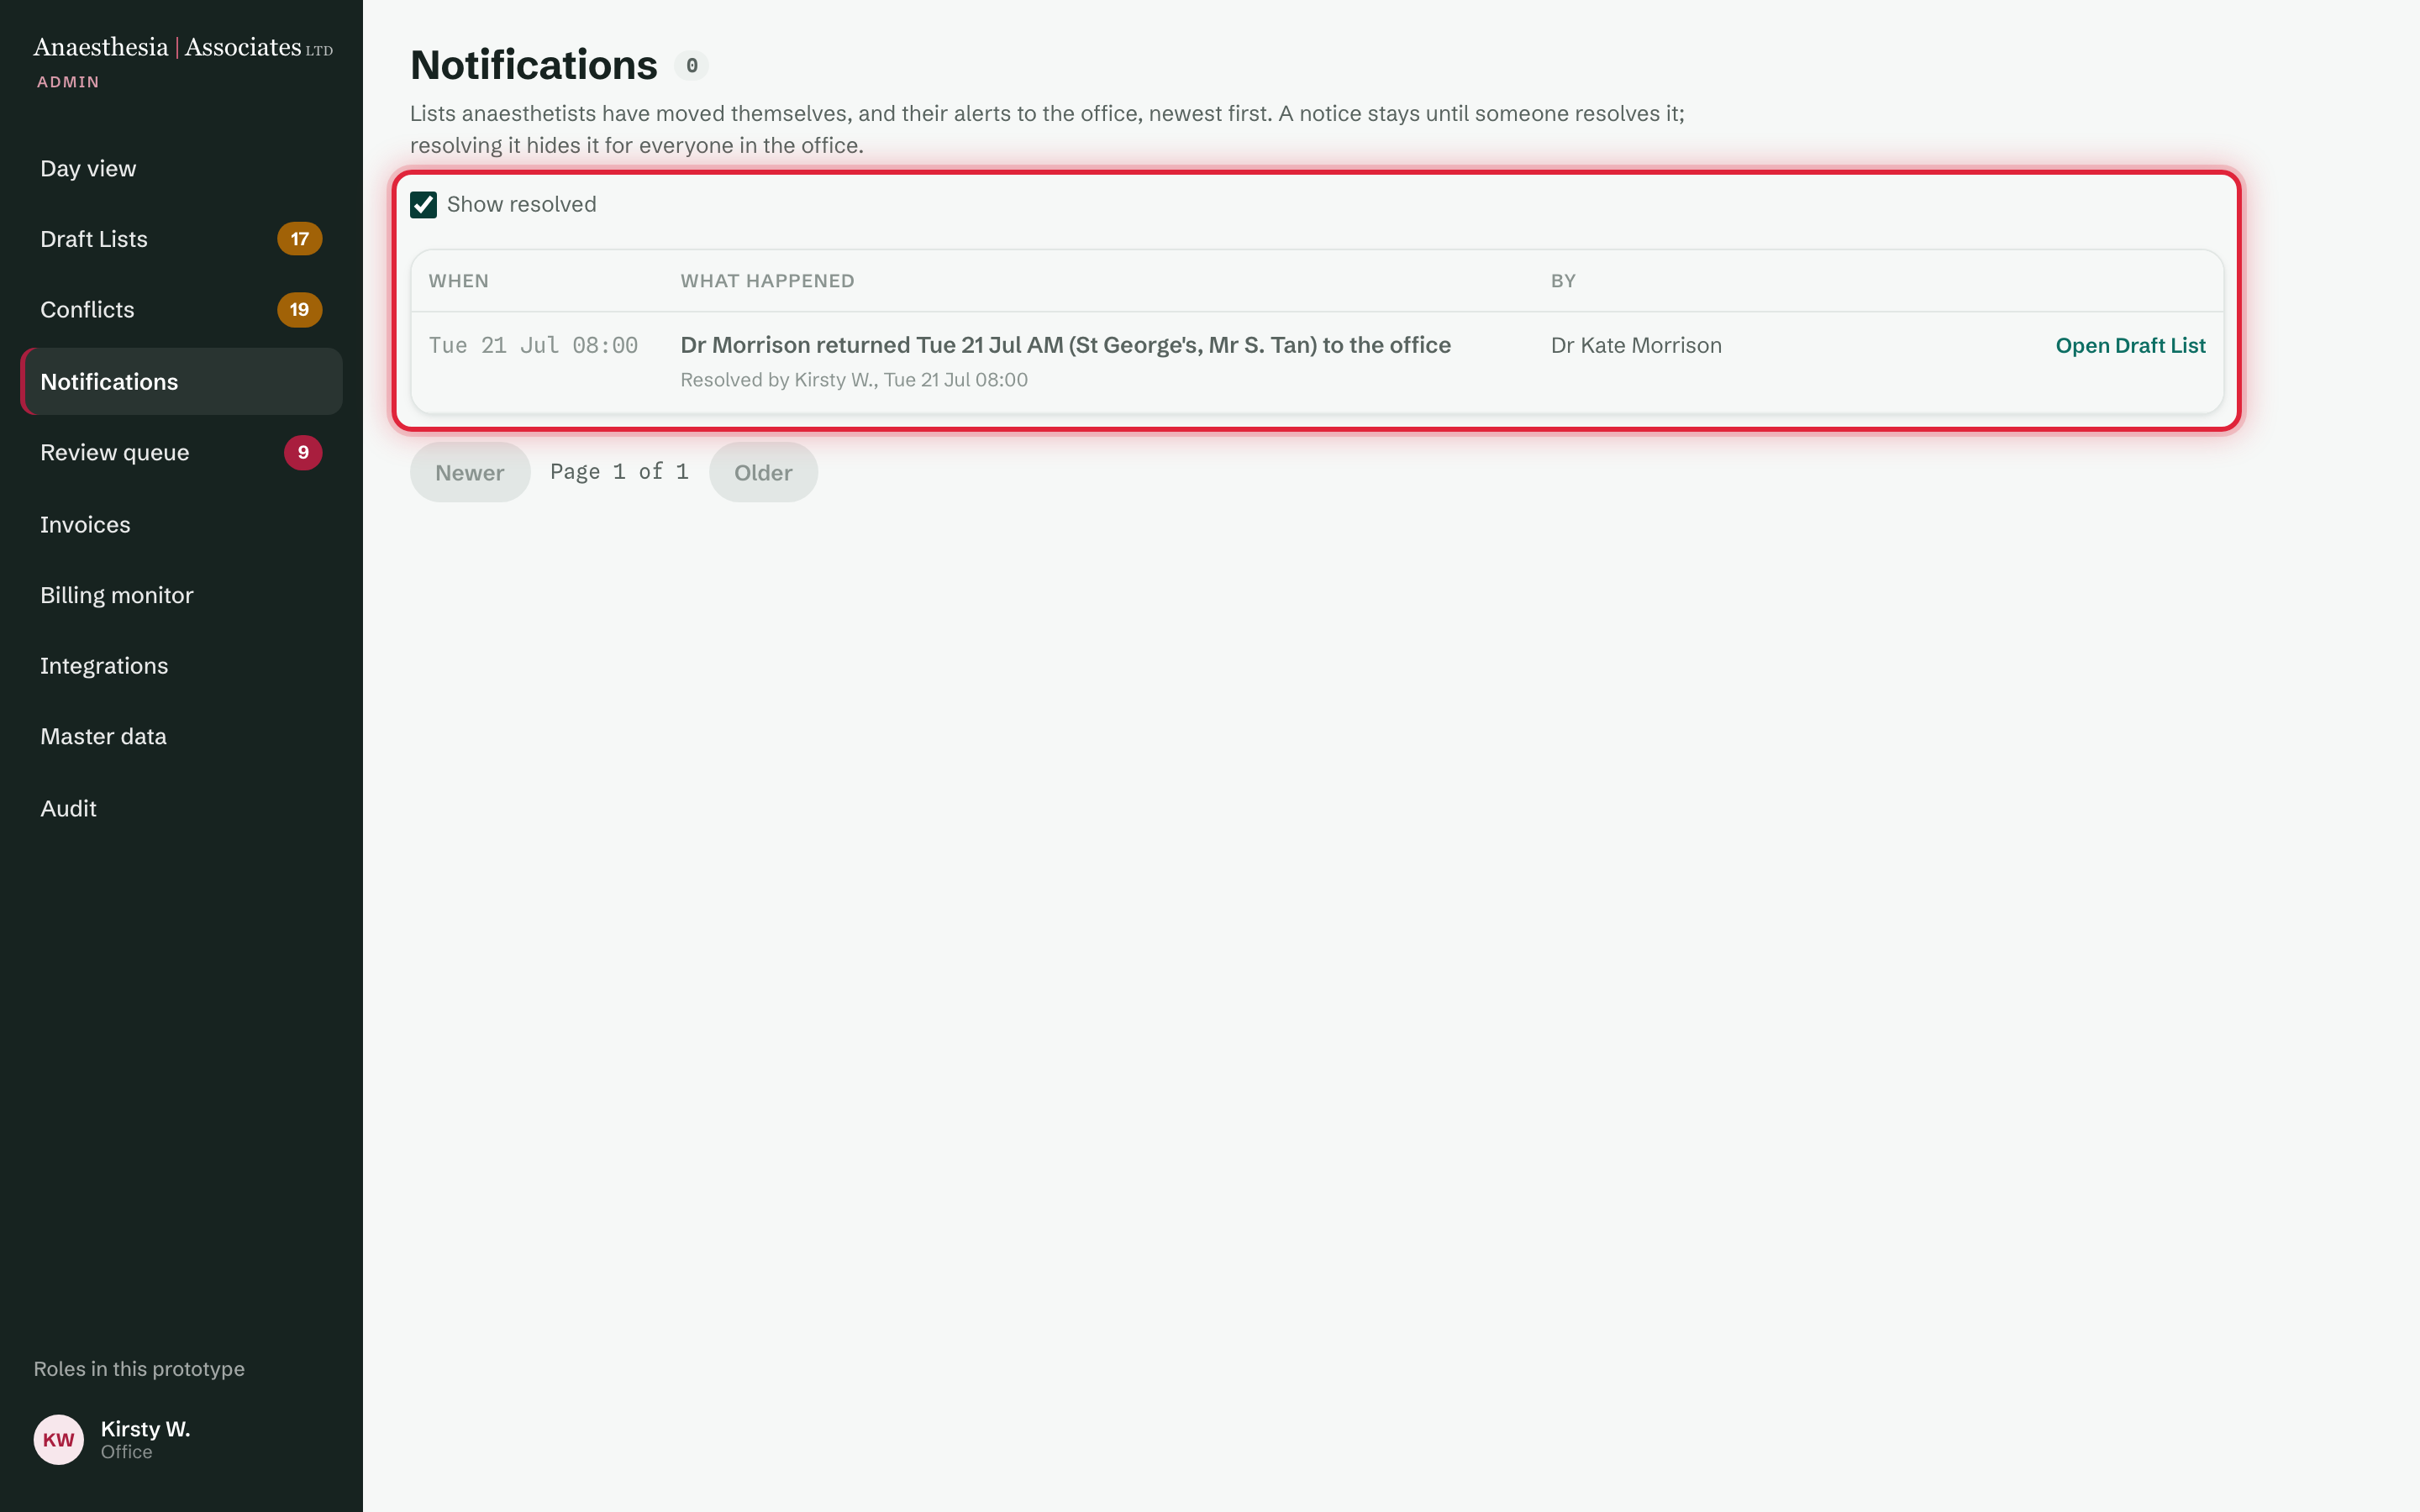 Anaesthesia | Associates LTD
ADMIN
Day view
Draft Lists 17
Conflicts 19
Notifications
Review queue 9
Invoices
Billing monitor
Integrations
Master data
Audit
Roles in this prototype
KW Kirsty W.
Office
Notifications 0
Lists anaesthetists have moved themselves, and their alerts to the office, newest first. A notice stays until someone resolves it;
resolving it hides it for everyone in the office.
Show resolved
WHEN WHAT HAPPENED BY
Tue 21 Jul 08:00 Dr Morrison returned Tue 21 Jul AM (St George's, Mr S. Tan) to the office Dr Kate Morrison Open Draft List
Resolved by Kirsty W., Tue 21 Jul 08:00
Newer Page 1 of 1 Older